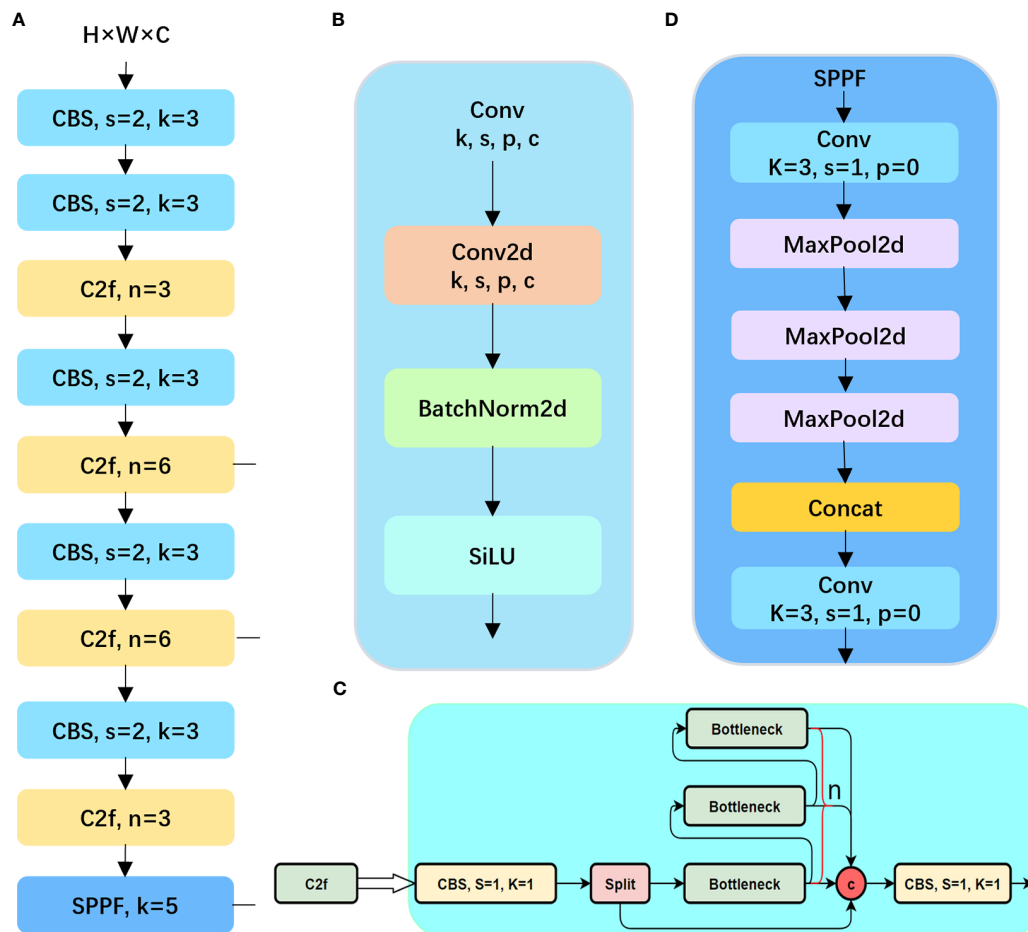 A
H×W×C
CBS, s=2, k=3
CBS, s=2, k=3
C2f, n=3
CBS, s=2, k=3
C2f, n=6
CBS, s=2, k=3
C2f, n=6
CBS, s=2, k=3
C2f, n=3
SPPF, k=5
B
Conv
k, s, p, c
Conv2d
k, s, p, c
BatchNorm2d
SiLU
D
SPPF
Conv
K=3, s=1, p=0
MaxPool2d
MaxPool2d
MaxPool2d
Concat
Conv
K=3, s=1, p=0
C
Bottleneck
n
Bottleneck
C2f
CBS, S=1, K=1
Split
Bottleneck
c
CBS, S=1, K=1